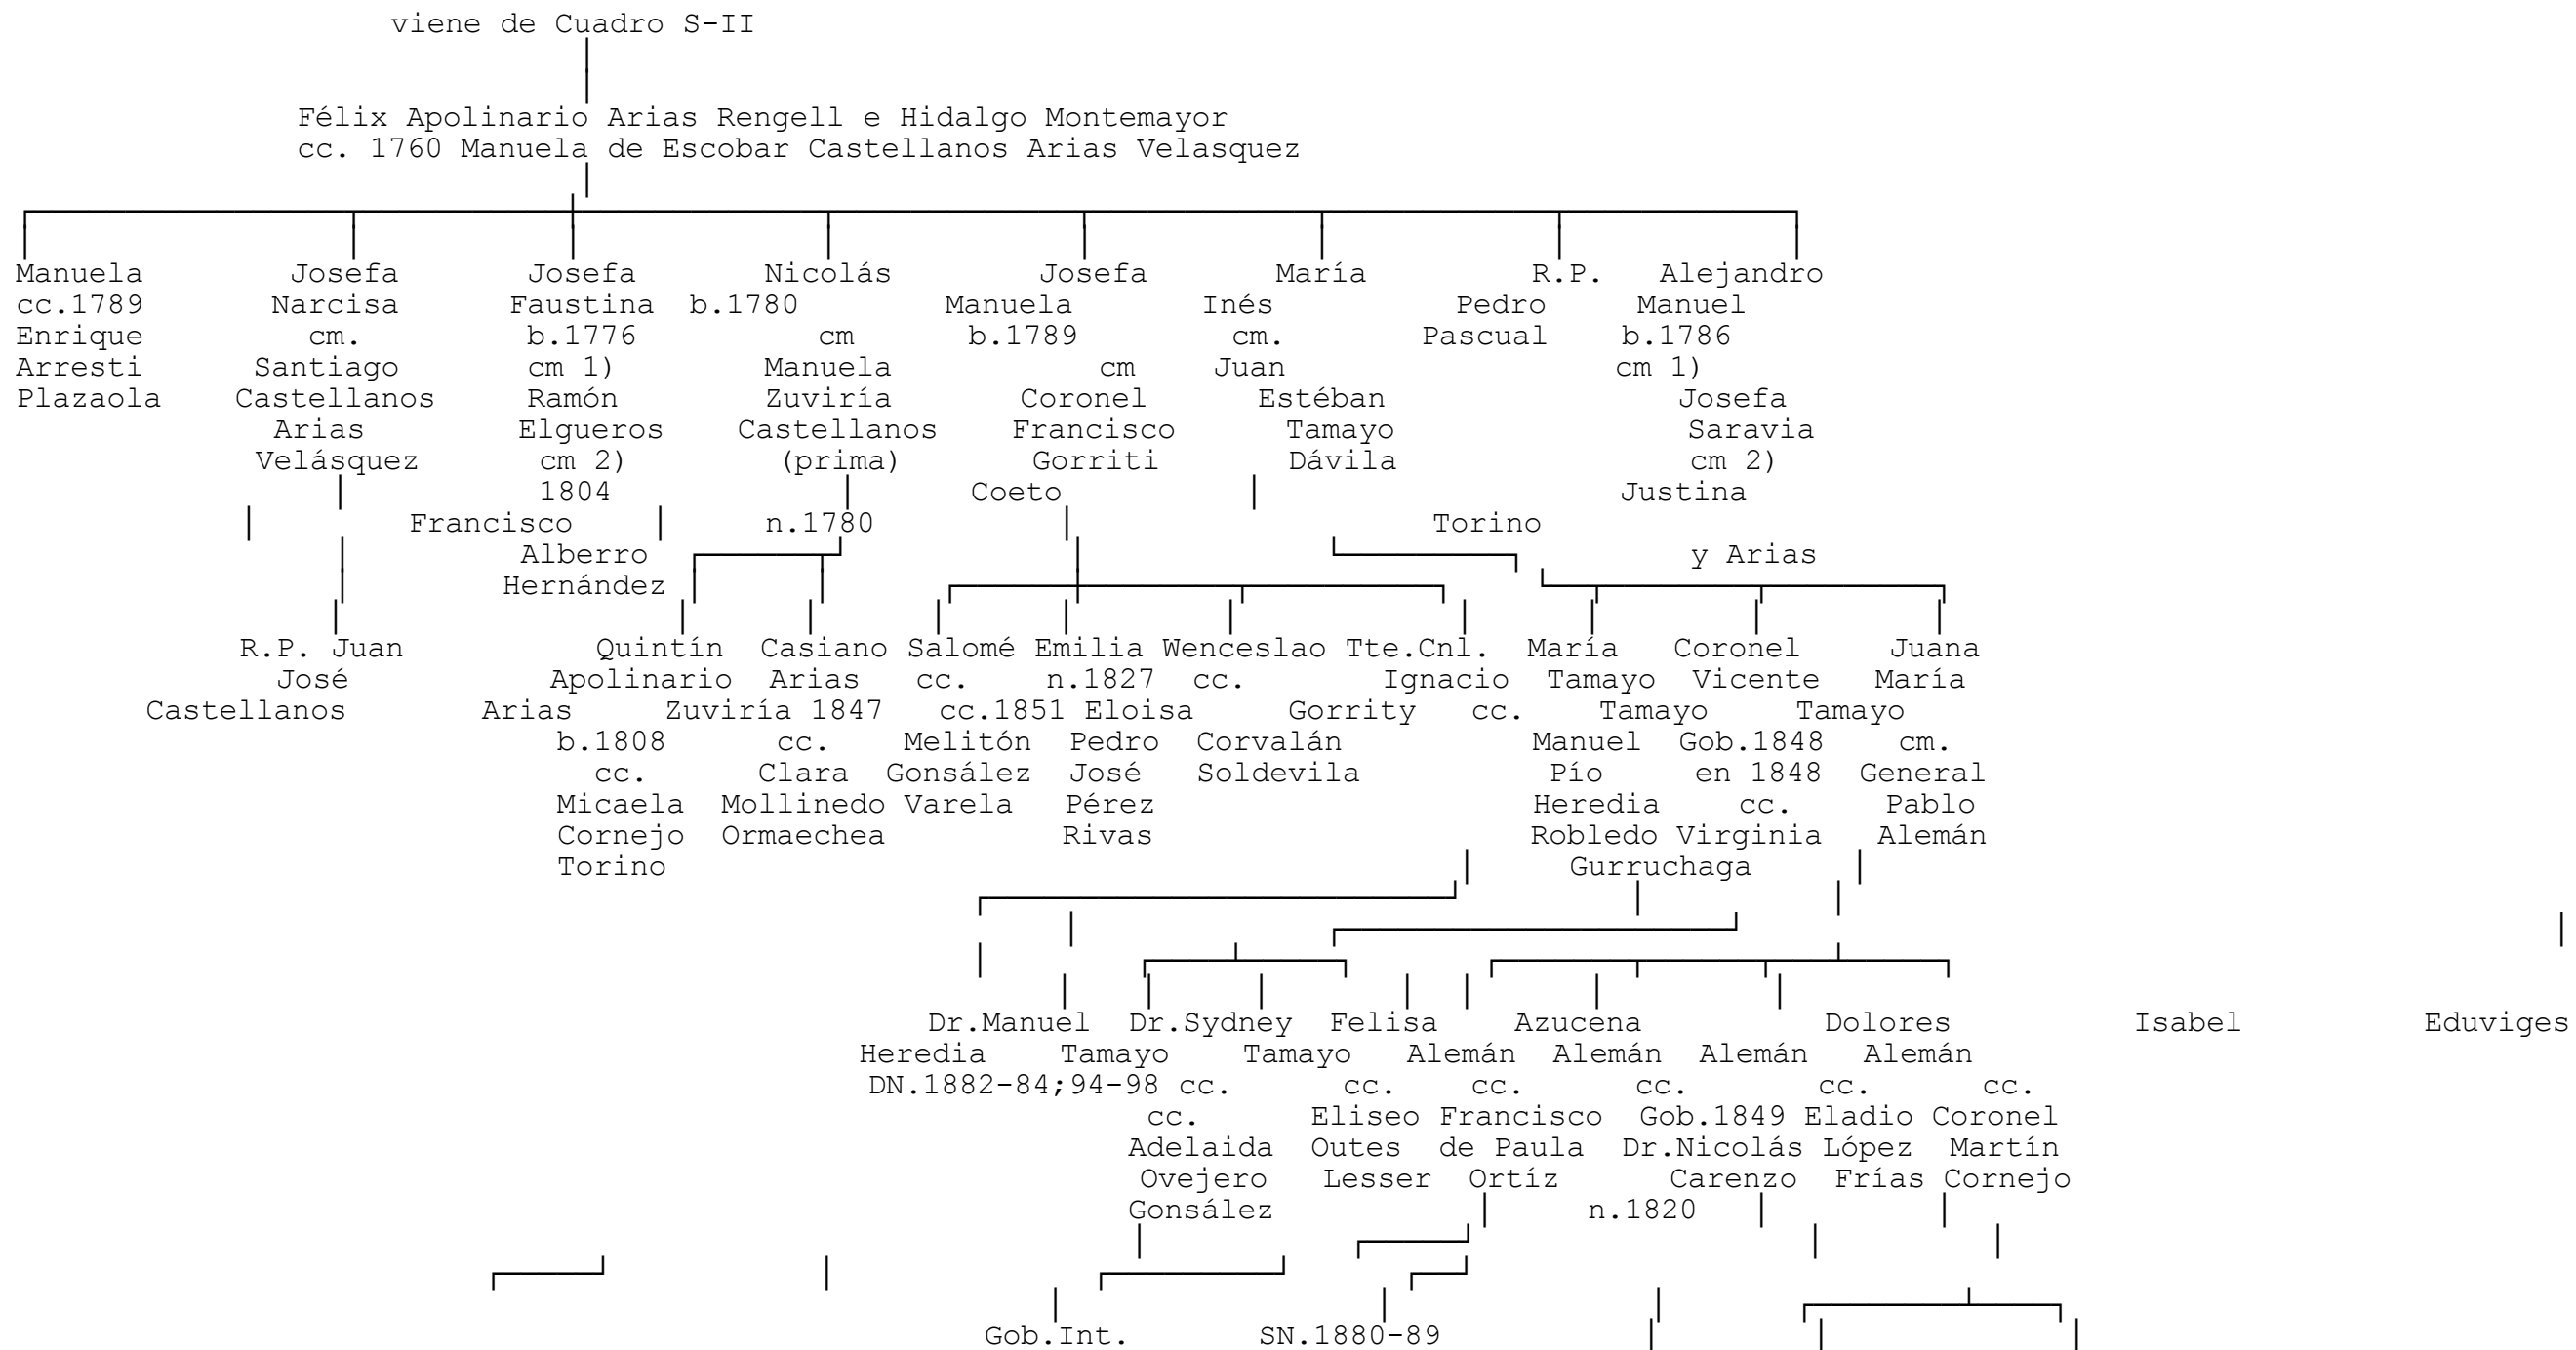 viene de Cuadro S-II
Félix Apolinario Arias Rengell e Hidalgo Montemayor
cc. 1760 Manuela de Escobar Castellanos Arias Velasquez
Manuela Josefa Josefa Nicolás Josefa María R.P. Alejandro
cc.1789 Narcisa Faustina b.1780 Manuela Inés Pedro Manuel
Enrique cm. b.1776 cm b.1789 cm. Pascual b.1786
Arresti Santiago cm 1) Manuela cm Juan cm 1)
Plazaola Castellanos Ramón Zuviría Coronel Estéban Josefa
Arias Elgueros Castellanos Francisco Tamayo Saravia
Velásquez cm 2) (prima) Gorriti Dávila cm 2)
1804 Coeto Justina
Francisco n.1780 Torino
Alberro y Arias
Hernández
R.P. Juan Quintín Casiano Salomé Emilia Wenceslao Tte.Cnl. María Coronel Juana
José Apolinario Arias cc. n.1827 cc. Ignacio Tamayo Vicente María
Castellanos Arias Zuviría 1847 cc.1851 Eloisa Gorrity cc. Tamayo Tamayo
b.1808 cc. Melitón Pedro Corvalán Manuel Gob.1848 cm.
cc. Clara Gonsález José Soldevila Pío en 1848 General
Micaela Mollinedo Varela Pérez Heredia cc. Pablo
Cornejo Ormaechea Rivas Robledo Virginia Alemán
Torino Gurruchaga
Dr.Manuel Dr.Sydney Felisa Azucena Dolores Isabel Eduviges
Heredia Tamayo Tamayo Alemán Alemán Alemán Alemán
DN.1882-84;94-98 cc. cc. cc. cc. cc. cc.
cc. Eliseo Francisco Gob.1849 Eladio Coronel
Adelaida Outes de Paula Dr.Nicolás López Martín
Ovejero Lesser Ortíz Carenzo Frías Cornejo
Gonsález n.1820
Gob.Int. SN.1880-89